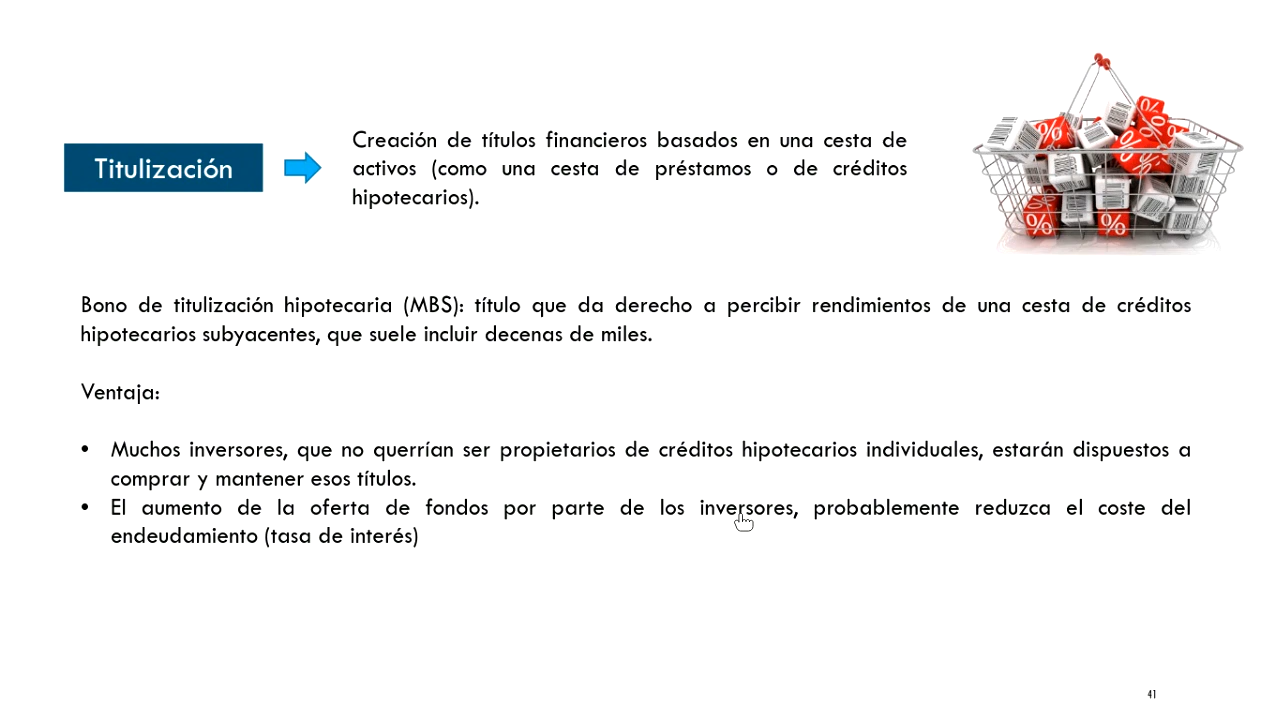 Titulización
Creación de títulos financieros basados en una cesta de
activos (como una cesta de préstamos o de créditos
hipotecarios).
%
%
%
%
%
%
Bono de titulización hipotecaria (MBS): título que da derecho a percibir rendimientos de una cesta de créditos
hipotecarios subyacentes, que suele incluir decenas de miles.
Ventaja:
• Muchos inversores, que no querrían ser propietarios de créditos hipotecarios individuales, estarán dispuestos a
comprar y mantener esos títulos.
• El aumento de la oferta de fondos por parte de los inversores, probablemente reduzca el coste del
endeudamiento (tasa de interés)
41